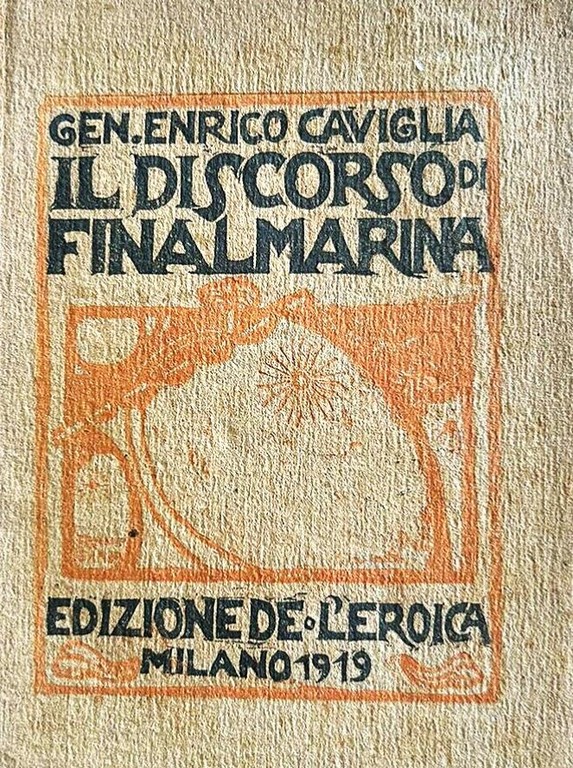 GEN. ENRICO CAVIGLIA
IL DISCORSO DI
FINALMARINA
EDIZIONE DE L'EROICA
MILANO 1919